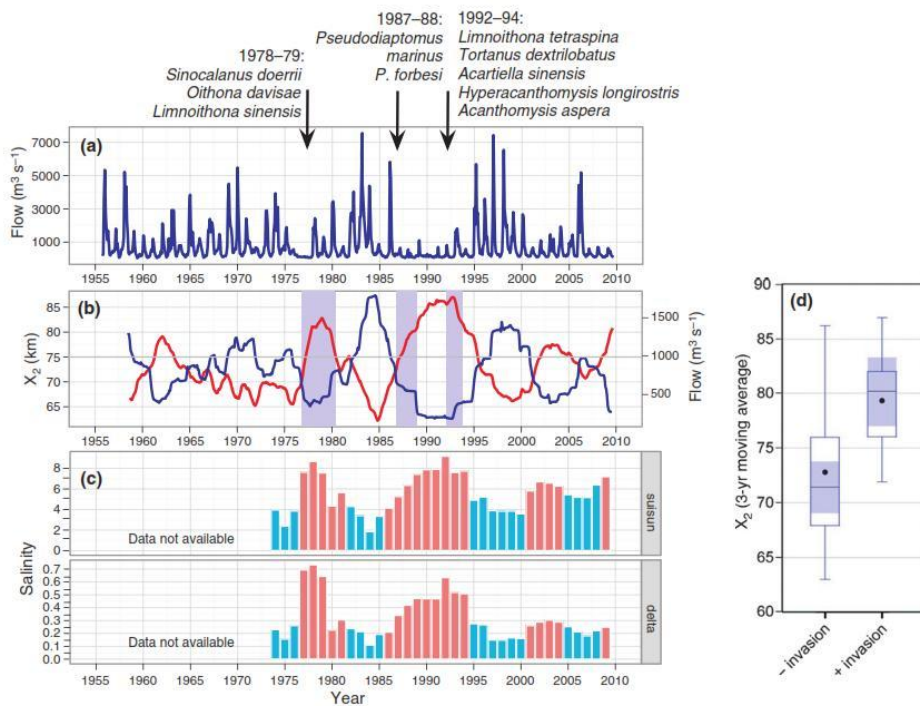 1978–79:
Sinocalanus doerrii
Oithona davisae
Limnoithona sinensis
1987–88:
Pseudodiaptomus
marinus
P. forbesi
1992–94:
Limnoithona tetraspina
Tortanus dextrilobatus
Acartiella sinensis
Hyperacanthomysis longirostris
Acanthomysis aspera
(a)
Flow (m³ s⁻¹)
7000
5000
3000
1000
1955 1960 1965 1970 1975 1980 1985 1990 1995 2000 2005 2010
(b)
X₂ (km)
85
80
75
70
65
1500
1000
500
Flow (m³ s⁻¹)
1955 1960 1965 1970 1975 1980 1985 1990 1995 2000 2005 2010
(c)
Salinity
8
6
4
2
0
Data not available
suisun
0.7
0.6
0.5
0.4
0.3
0.2
0.1
0.0
Data not available
delta
1955 1960 1965 1970 1975 1980 1985 1990 1995 2000 2005 2010
Year
(d)
X₂ (3-yr moving average)
90
85
80
75
70
65
60
– invasion
+ invasion